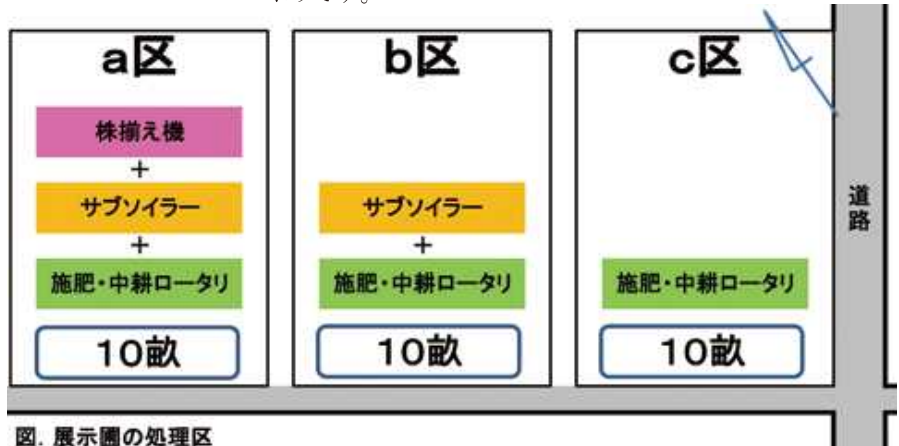 a区
株揃え機
+
サブソイラー
+
施肥・中耕ロータリ
10畝
b区
サブソイラー
+
施肥・中耕ロータリ
10畝
c区
施肥・中耕ロータリ
10畝
道路
図. 展示圃の処理区